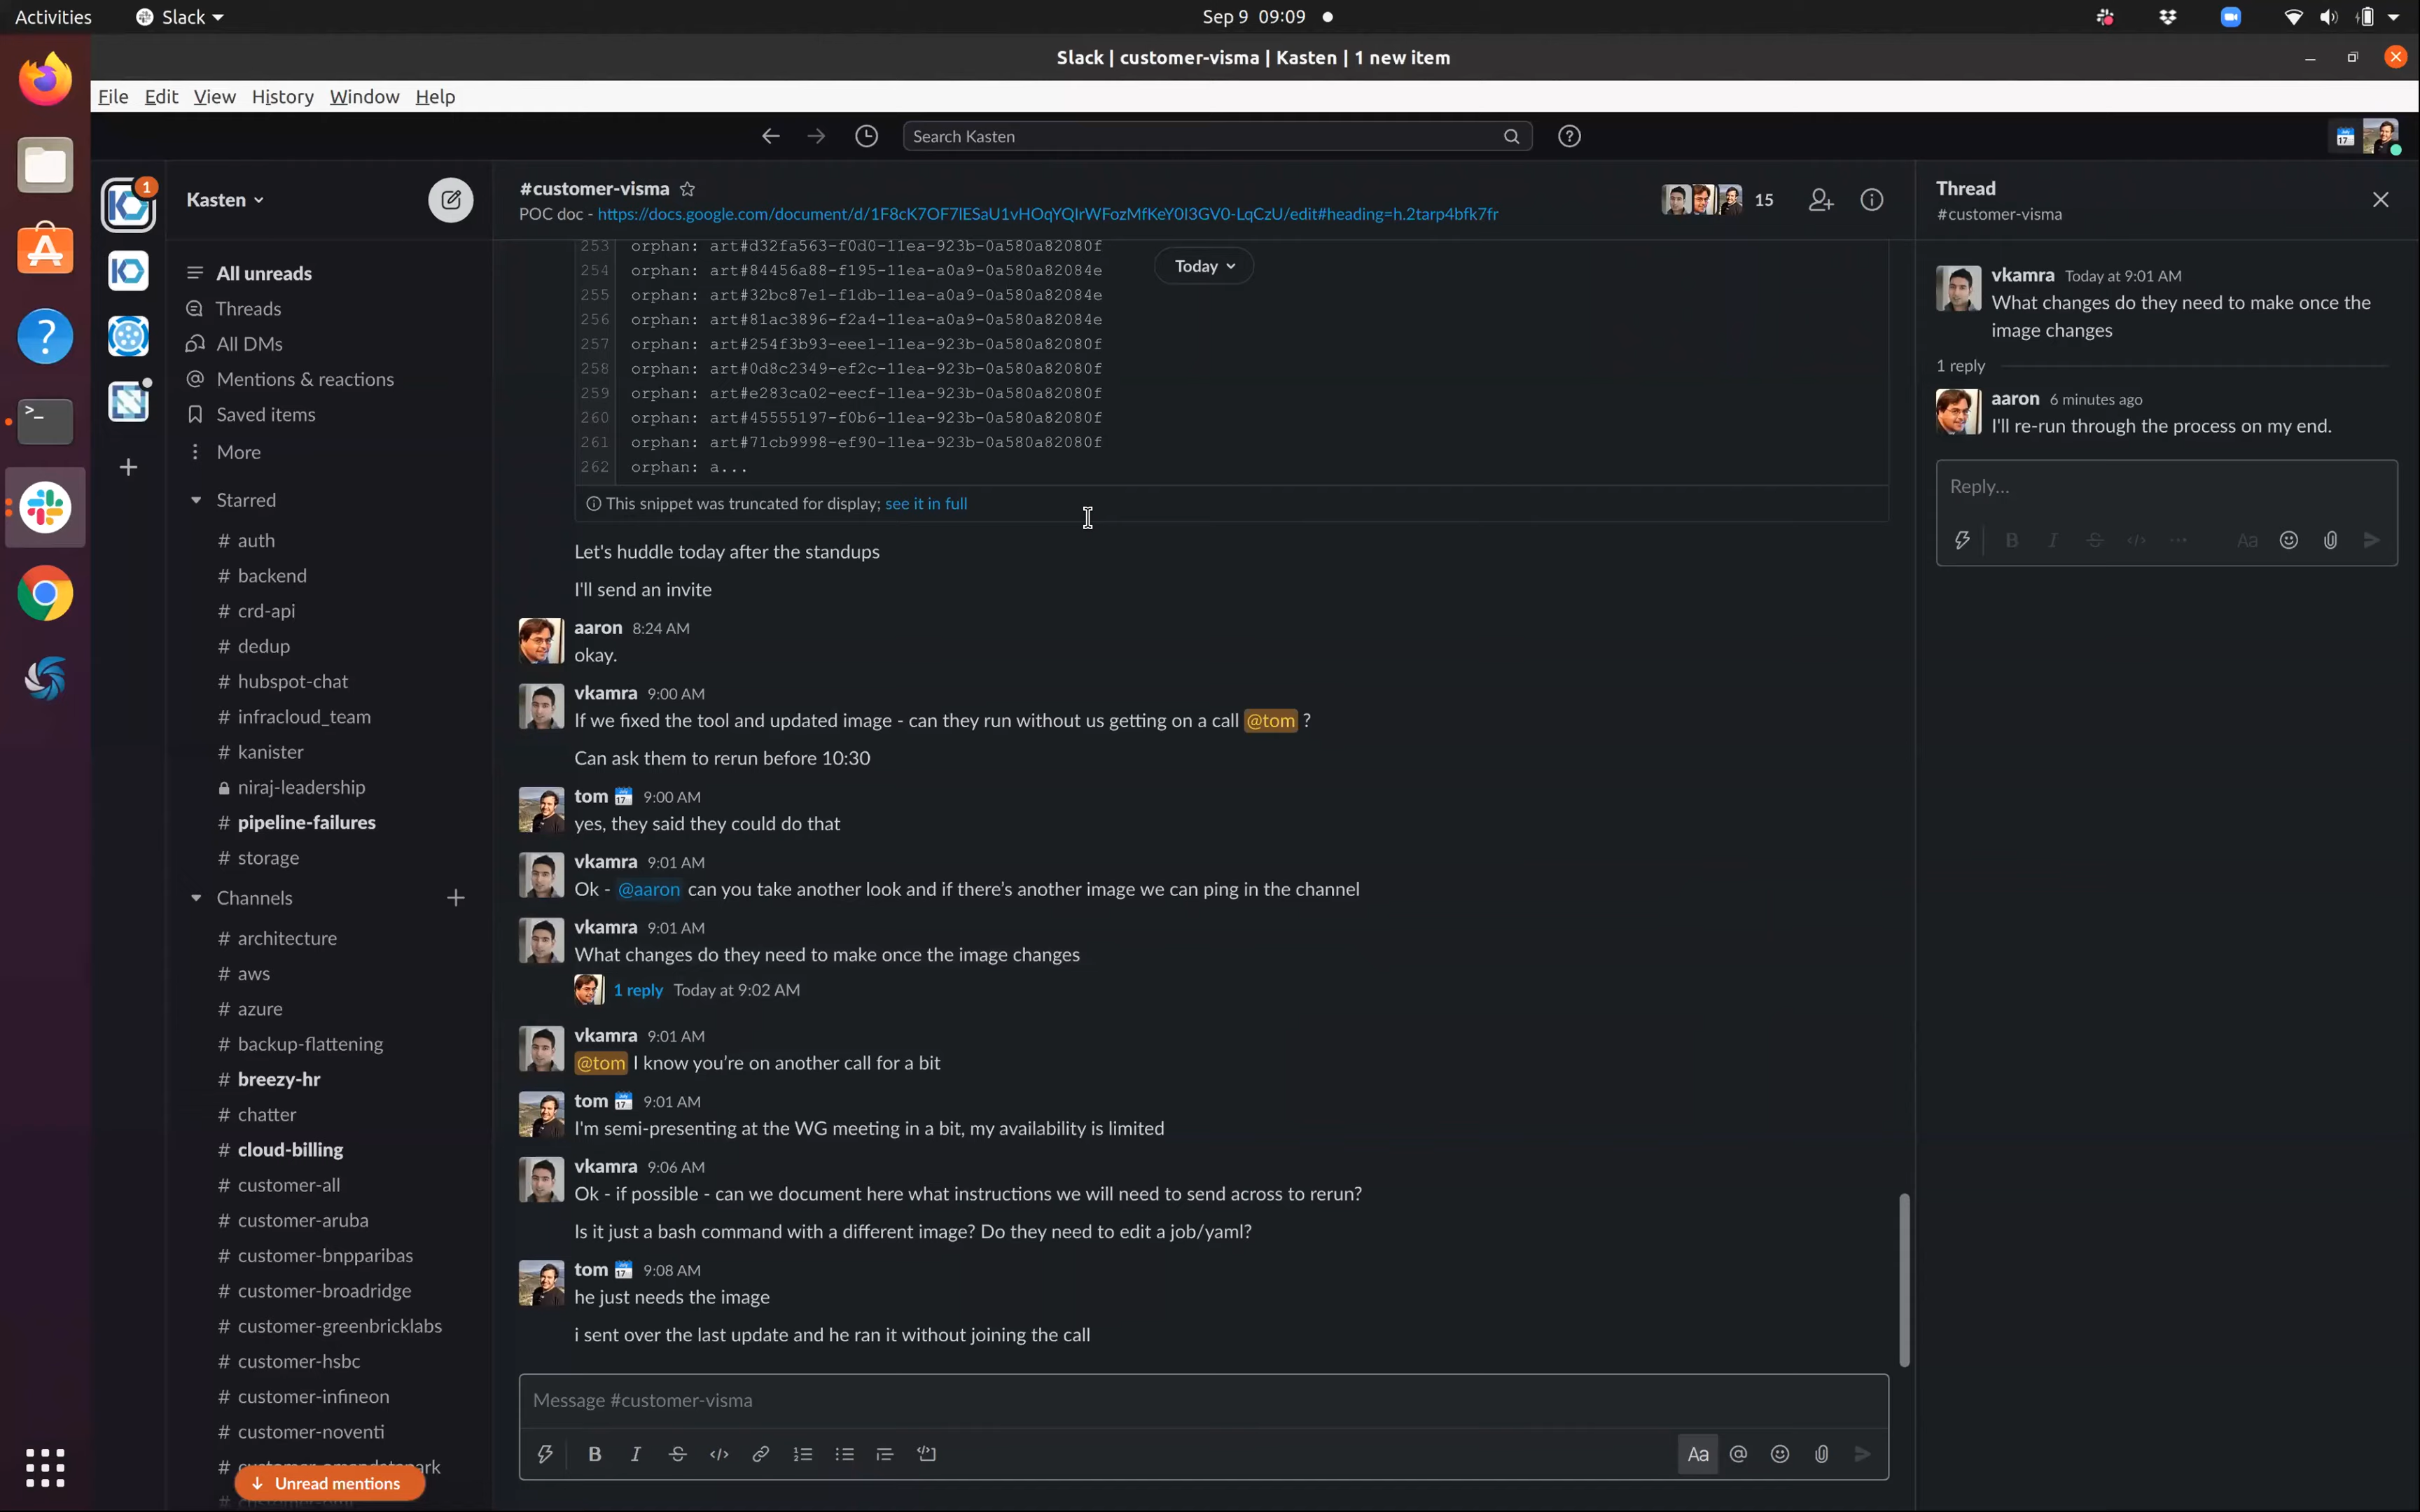 Activities
Slack
Sep 9 09:09
Slack | customer-visma | Kasten | 1 new item
File Edit View History Window Help
Search Kasten
1
Kasten
All unreads
Threads
All DMs
Mentions & reactions
Saved items
More
Starred
# auth
# backend
# crd-api
# dedup
# hubspot-chat
# infracloud_team
# kanister
niraj-leadership
# pipeline-failures
# storage
Channels
# architecture
# aws
# azure
# backup-flattening
# breezy-hr
# chatter
# cloud-billing
# customer-all
# customer-aruba
# customer-bnpparibas
# customer-broadridge
# customer-greenbricklabs
# customer-hsbc
# customer-infineon
# customer-noventi
Unread mentions
#customer-visma
POC doc - https://docs.google.com/document/d/1F8cK7OF7lESaU1vHOqYQIrWFozMfKeY0I3GV0-LqCzU/edit#heading=h.2tarp4bfk7fr
15
Today
253 orphan: art#d32fa563-f0d0-11ea-923b-0a580a82080f
254 orphan: art#84456a88-f195-11ea-a0a9-0a580a82084e
255 orphan: art#32bc87e1-f1db-11ea-a0a9-0a580a82084e
256 orphan: art#81ac3896-f2a4-11ea-a0a9-0a580a82084e
257 orphan: art#254f3b93-eee1-11ea-923b-0a580a82080f
258 orphan: art#0d8c2349-ef2c-11ea-923b-0a580a82080f
259 orphan: art#e283ca02-eecf-11ea-923b-0a580a82080f
260 orphan: art#45555197-f0b6-11ea-923b-0a580a82080f
261 orphan: art#71cb9998-ef90-11ea-923b-0a580a82080f
262 orphan: a...
This snippet was truncated for display; see it in full
Let's huddle today after the standups
I'll send an invite
aaron 8:24 AM
okay.
vkamra 9:00 AM
If we fixed the tool and updated image - can they run without us getting on a call @tom ?
Can ask them to rerun before 10:30
tom 9:00 AM
yes, they said they could do that
vkamra 9:01 AM
Ok - @aaron can you take another look and if there's another image we can ping in the channel
vkamra 9:01 AM
What changes do they need to make once the image changes
1 reply Today at 9:02 AM
vkamra 9:01 AM
@tom I know you're on another call for a bit
tom 9:01 AM
I'm semi-presenting at the WG meeting in a bit, my availability is limited
vkamra 9:06 AM
Ok - if possible - can we document here what instructions we will need to send across to rerun?
Is it just a bash command with a different image? Do they need to edit a job/yaml?
tom 9:08 AM
he just needs the image
i sent over the last update and he ran it without joining the call
Message #customer-visma
Aa
Thread
#customer-visma
vkamra Today at 9:01 AM
What changes do they need to make once the
image changes
1 reply
aaron 6 minutes ago
I'll re-run through the process on my end.
Reply...
Aa